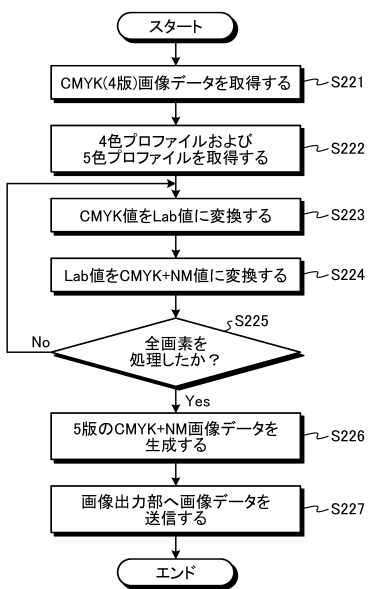 スタート
CMYK(4版)画像データを取得する
S221
4色プロファイルおよび
5色プロファイルを取得する
S222
CMYK値をLab値に変換する
S223
Lab値をCMYK+NM値に変換する
S224
S225
全画素を
処理したか？
No
Yes
5版のCMYK+NM画像データを
生成する
S226
画像出力部へ画像データを
送信する
S227
エンド